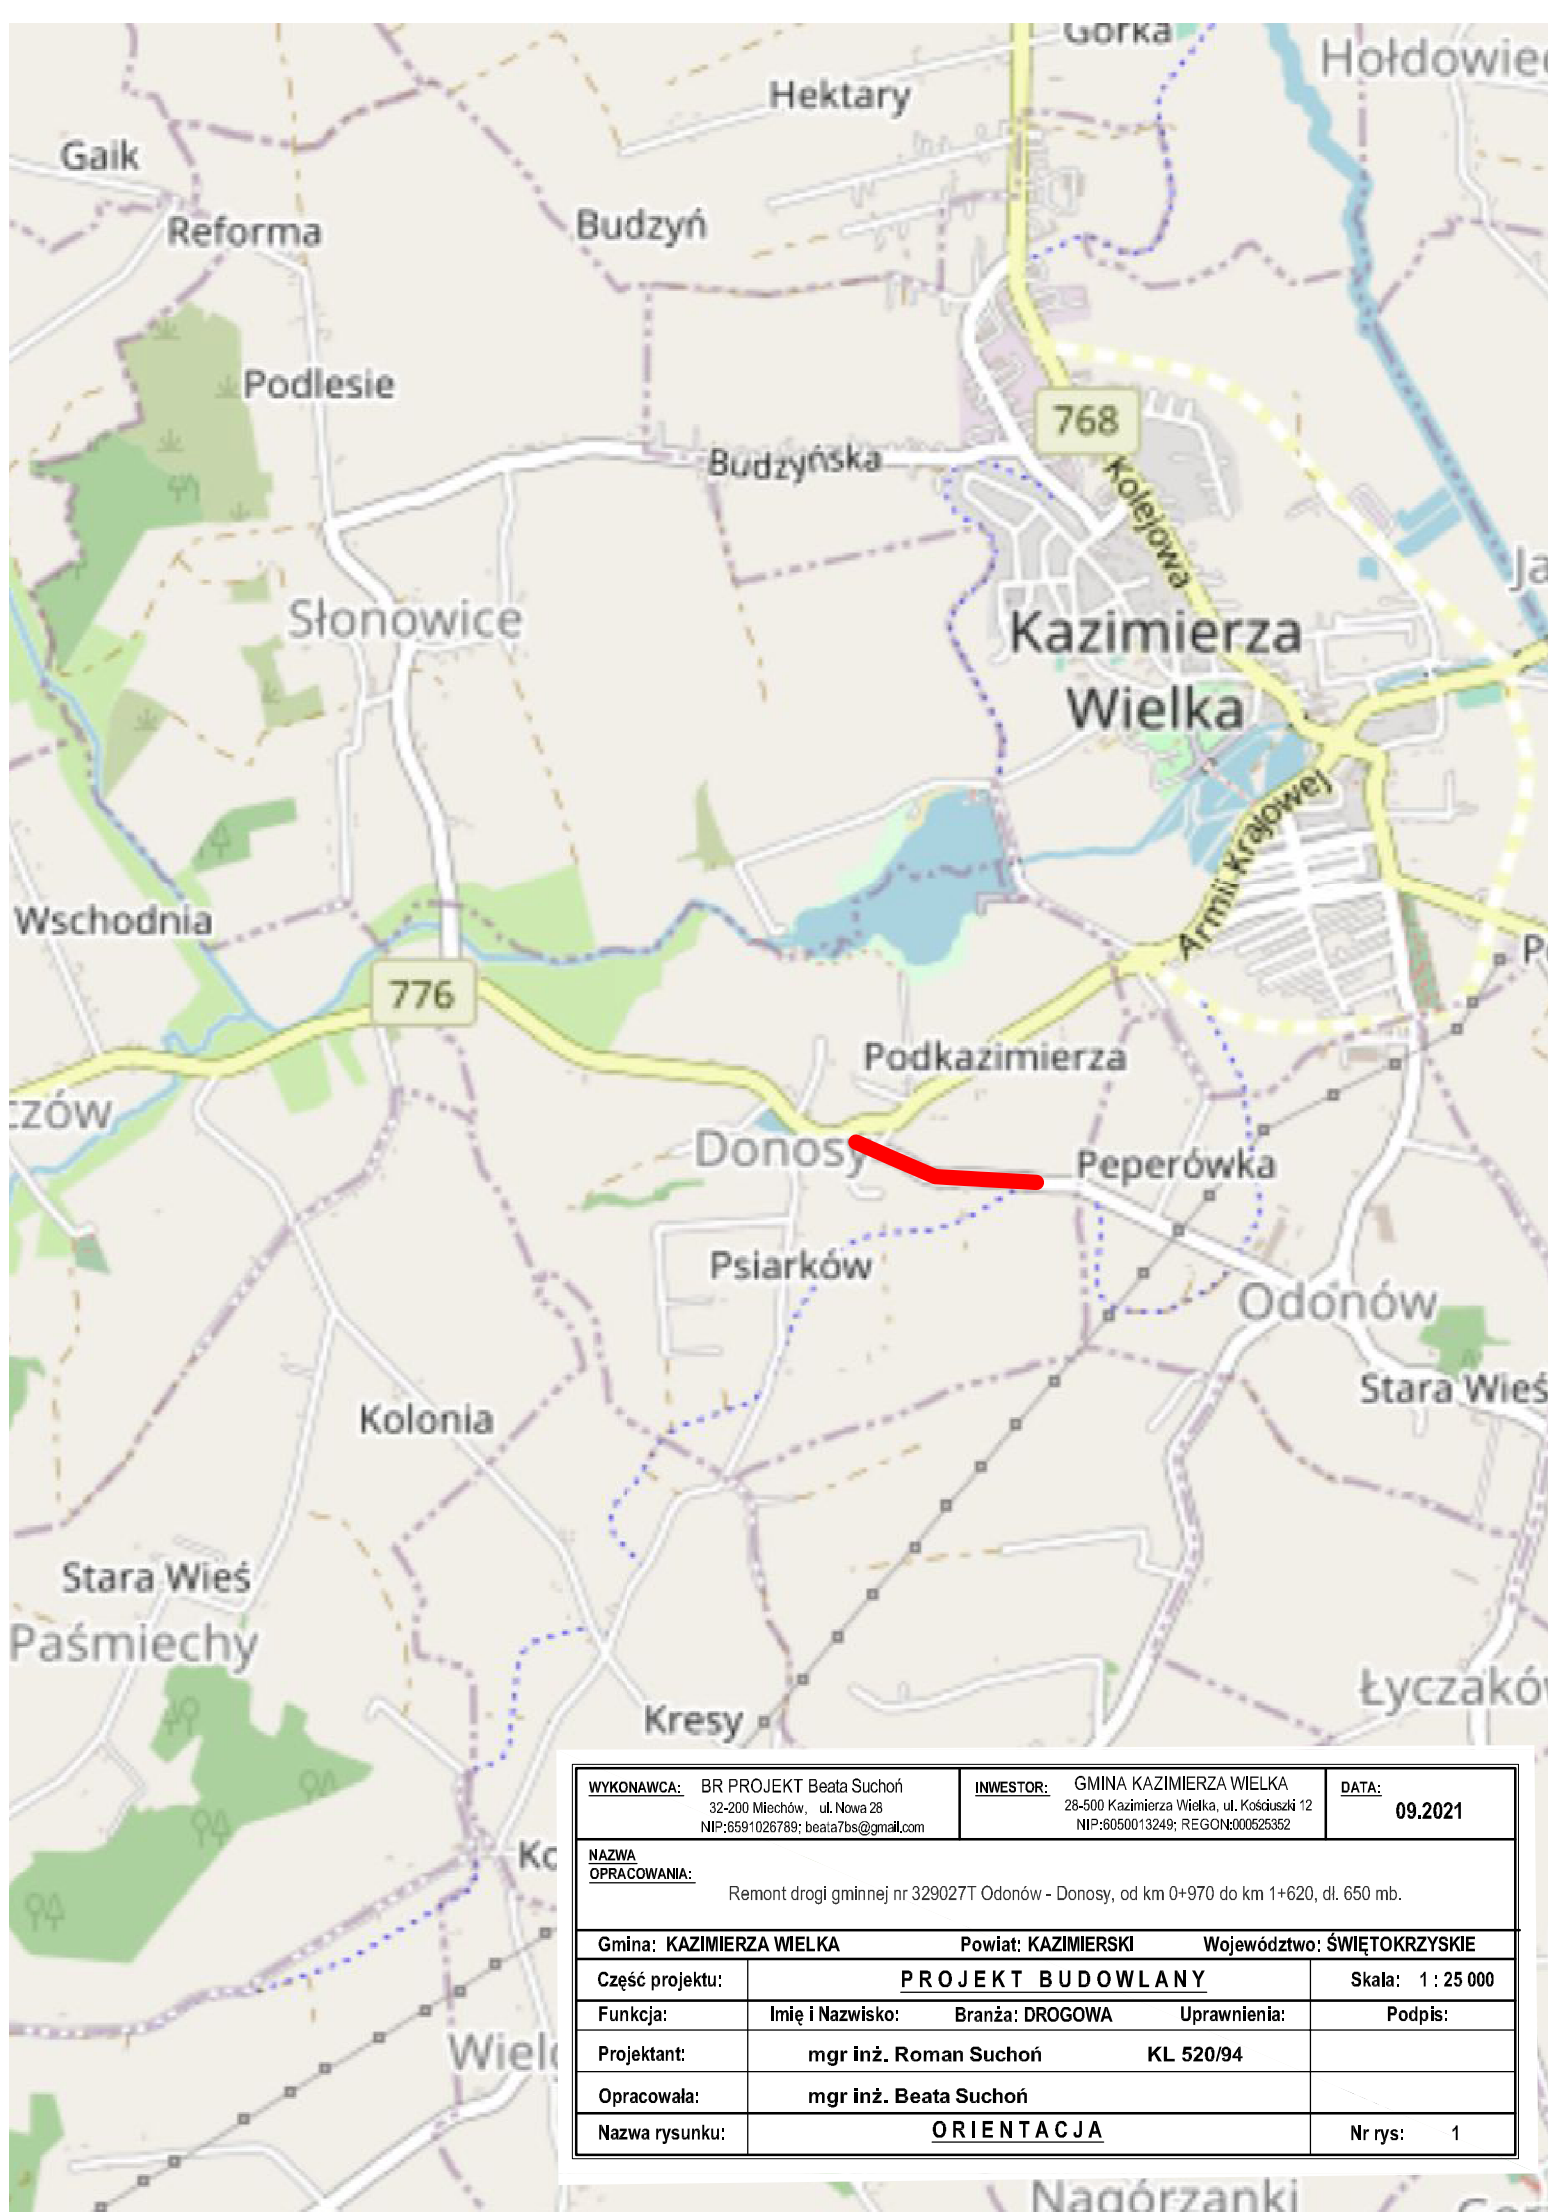 Górka
Hołdowiec
Hektary
Gaik
Reforma
Budzyń
Podlesie
768
Budzyńska
Kolejowa
Słonowice
Kazimierza
Wielka
Armii Krajowej
Wschodnia
776
Podkazimierza
Donosy
Peperówka
Psiarków
Odonów
Stara Wieś
Kolonia
Stara Wieś
Paśmiechy
Kresy
WYKONAWCA: BR PROJEKT Beata Suchoń
32-200 Miechów, ul. Nowa 28
NIP:6591026789; beata7bs@gmail.com
INWESTOR: GMINA KAZIMIERZA WIELKA
28-500 Kazimierza Wielka, ul. Kościuszki 12
NIP:6050013249; REGON:000525352
DATA:
09.2021
NAZWA
OPRACOWANIA:
Remont drogi gminnej nr 329027T Odonów - Donosy, od km 0+970 do km 1+620, dł. 650 mb.
Gmina: KAZIMIERZA WIELKA Powiat: KAZIMIERSKI Województwo: ŚWIĘTOKRZYSKIE
Część projektu: PROJEKT BUDOWLANY Skala: 1 : 25 000
Funkcja: Imię i Nazwisko: Branża: DROGOWA Uprawnienia: Podpis:
Projektant: mgr inż. Roman Suchoń KL 520/94
Opracowała: mgr inż. Beata Suchoń
Nazwa rysunku: ORIENTACJA Nr rys: 1
Nagórzanki